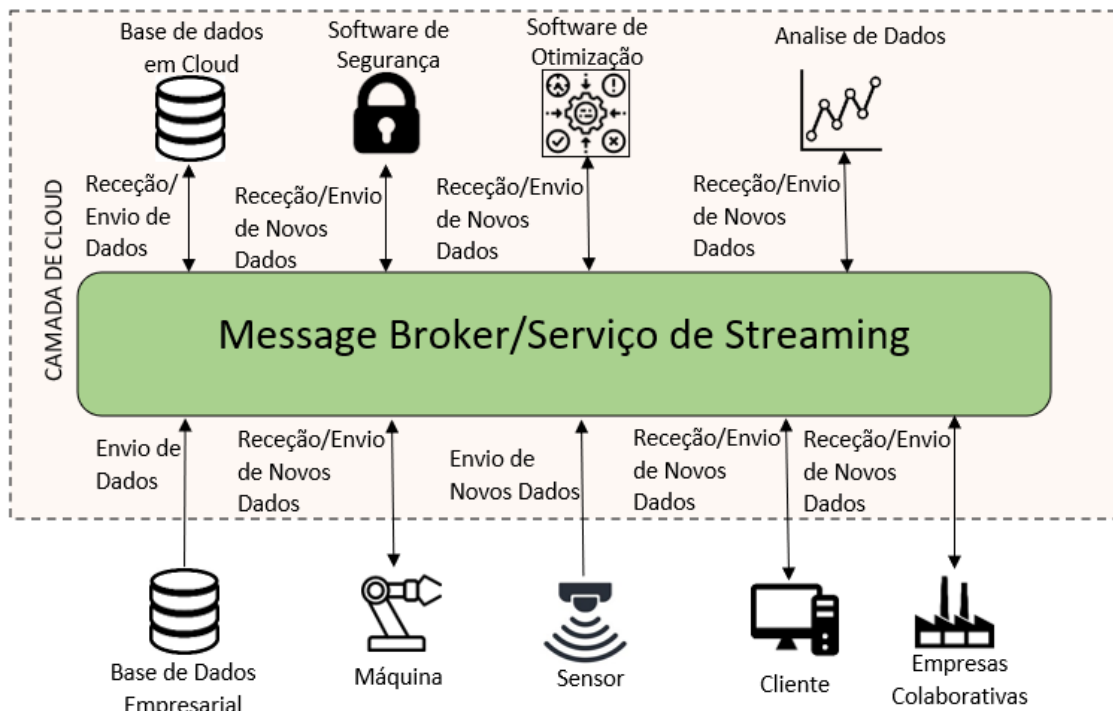 Base de dados
em Cloud
Software de
Segurança
Software de
Otimização
Analise de Dados
Receção/
Envio de
Dados
Receção/Envio
de Novos
Dados
Receção/Envio
de Novos
Dados
Receção/Envio
de Novos
Dados
CAMADA DE CLOUD
Message Broker/Serviço de Streaming
Envio de
Dados
Receção/Envio
de Novos
Dados
Envio de
Novos Dados
Receção/Envio
de Novos
Dados
Receção/Envio
de Novos
Dados
Base de Dados
Empresarial
Máquina
Sensor
Cliente
Empresas
Colaborativas